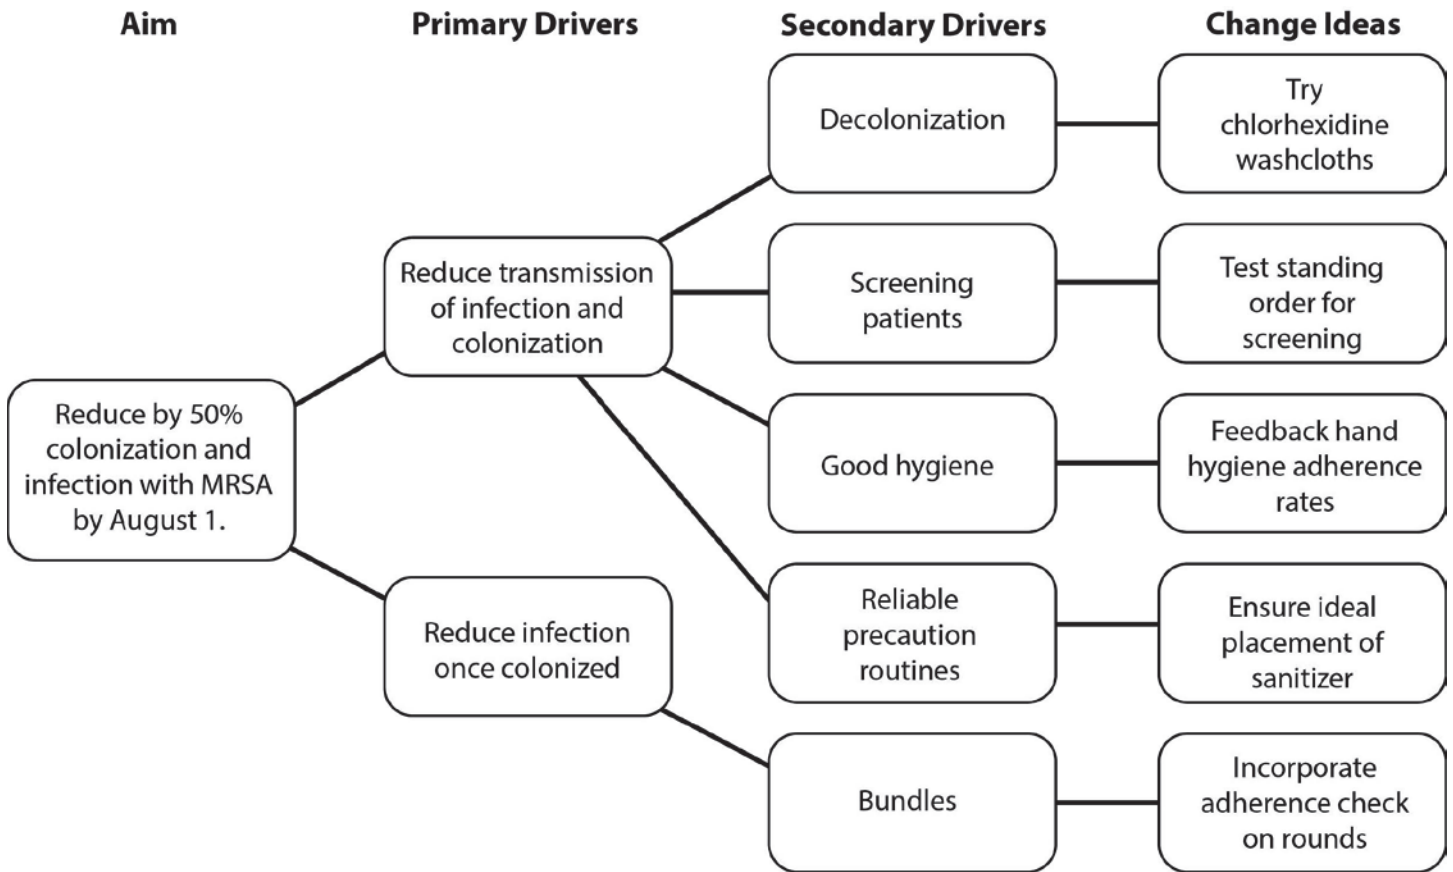 Aim
Primary Drivers
Secondary Drivers
Change Ideas
Reduce by 50%
colonization and
infection with MRSA
by August 1.
Reduce transmission
of infection and
colonization
Reduce infection
once colonized
Decolonization
Screening
patients
Good hygiene
Reliable
precaution
routines
Bundles
Try
chlorhexidine
washcloths
Test standing
order for
screening
Feedback hand
hygiene adherence
rates
Ensure ideal
placement of
sanitizer
Incorporate
adherence check
on rounds